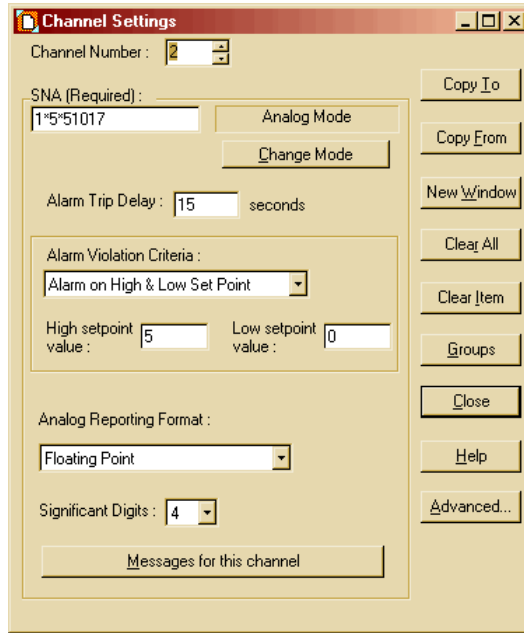 Channel Settings
Channel Number : 2
SNA (Required) :
1*5*51017
Analog Mode
Change Mode
Alarm Trip Delay : 15 seconds
Alarm Violation Criteria :
Alarm on High & Low Set Point
High setpoint value : 5
Low setpoint value : 0
Analog Reporting Format :
Floating Point
Significant Digits : 4
Messages for this channel
Copy To
Copy From
New Window
Clear All
Clear Item
Groups
Close
Help
Advanced...